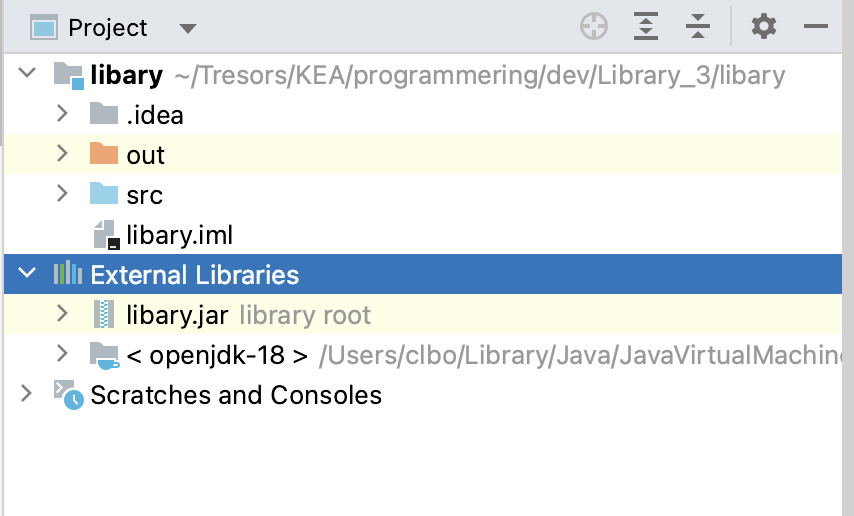 Project
libary ~/Tresors/KEA/programmering/dev/Library_3/libary
.idea
out
src
libary.iml
External Libraries
libary.jar library root
< openjdk-18 > /Users/clbo/Library/Java/JavaVirtualMachin
Scratches and Consoles